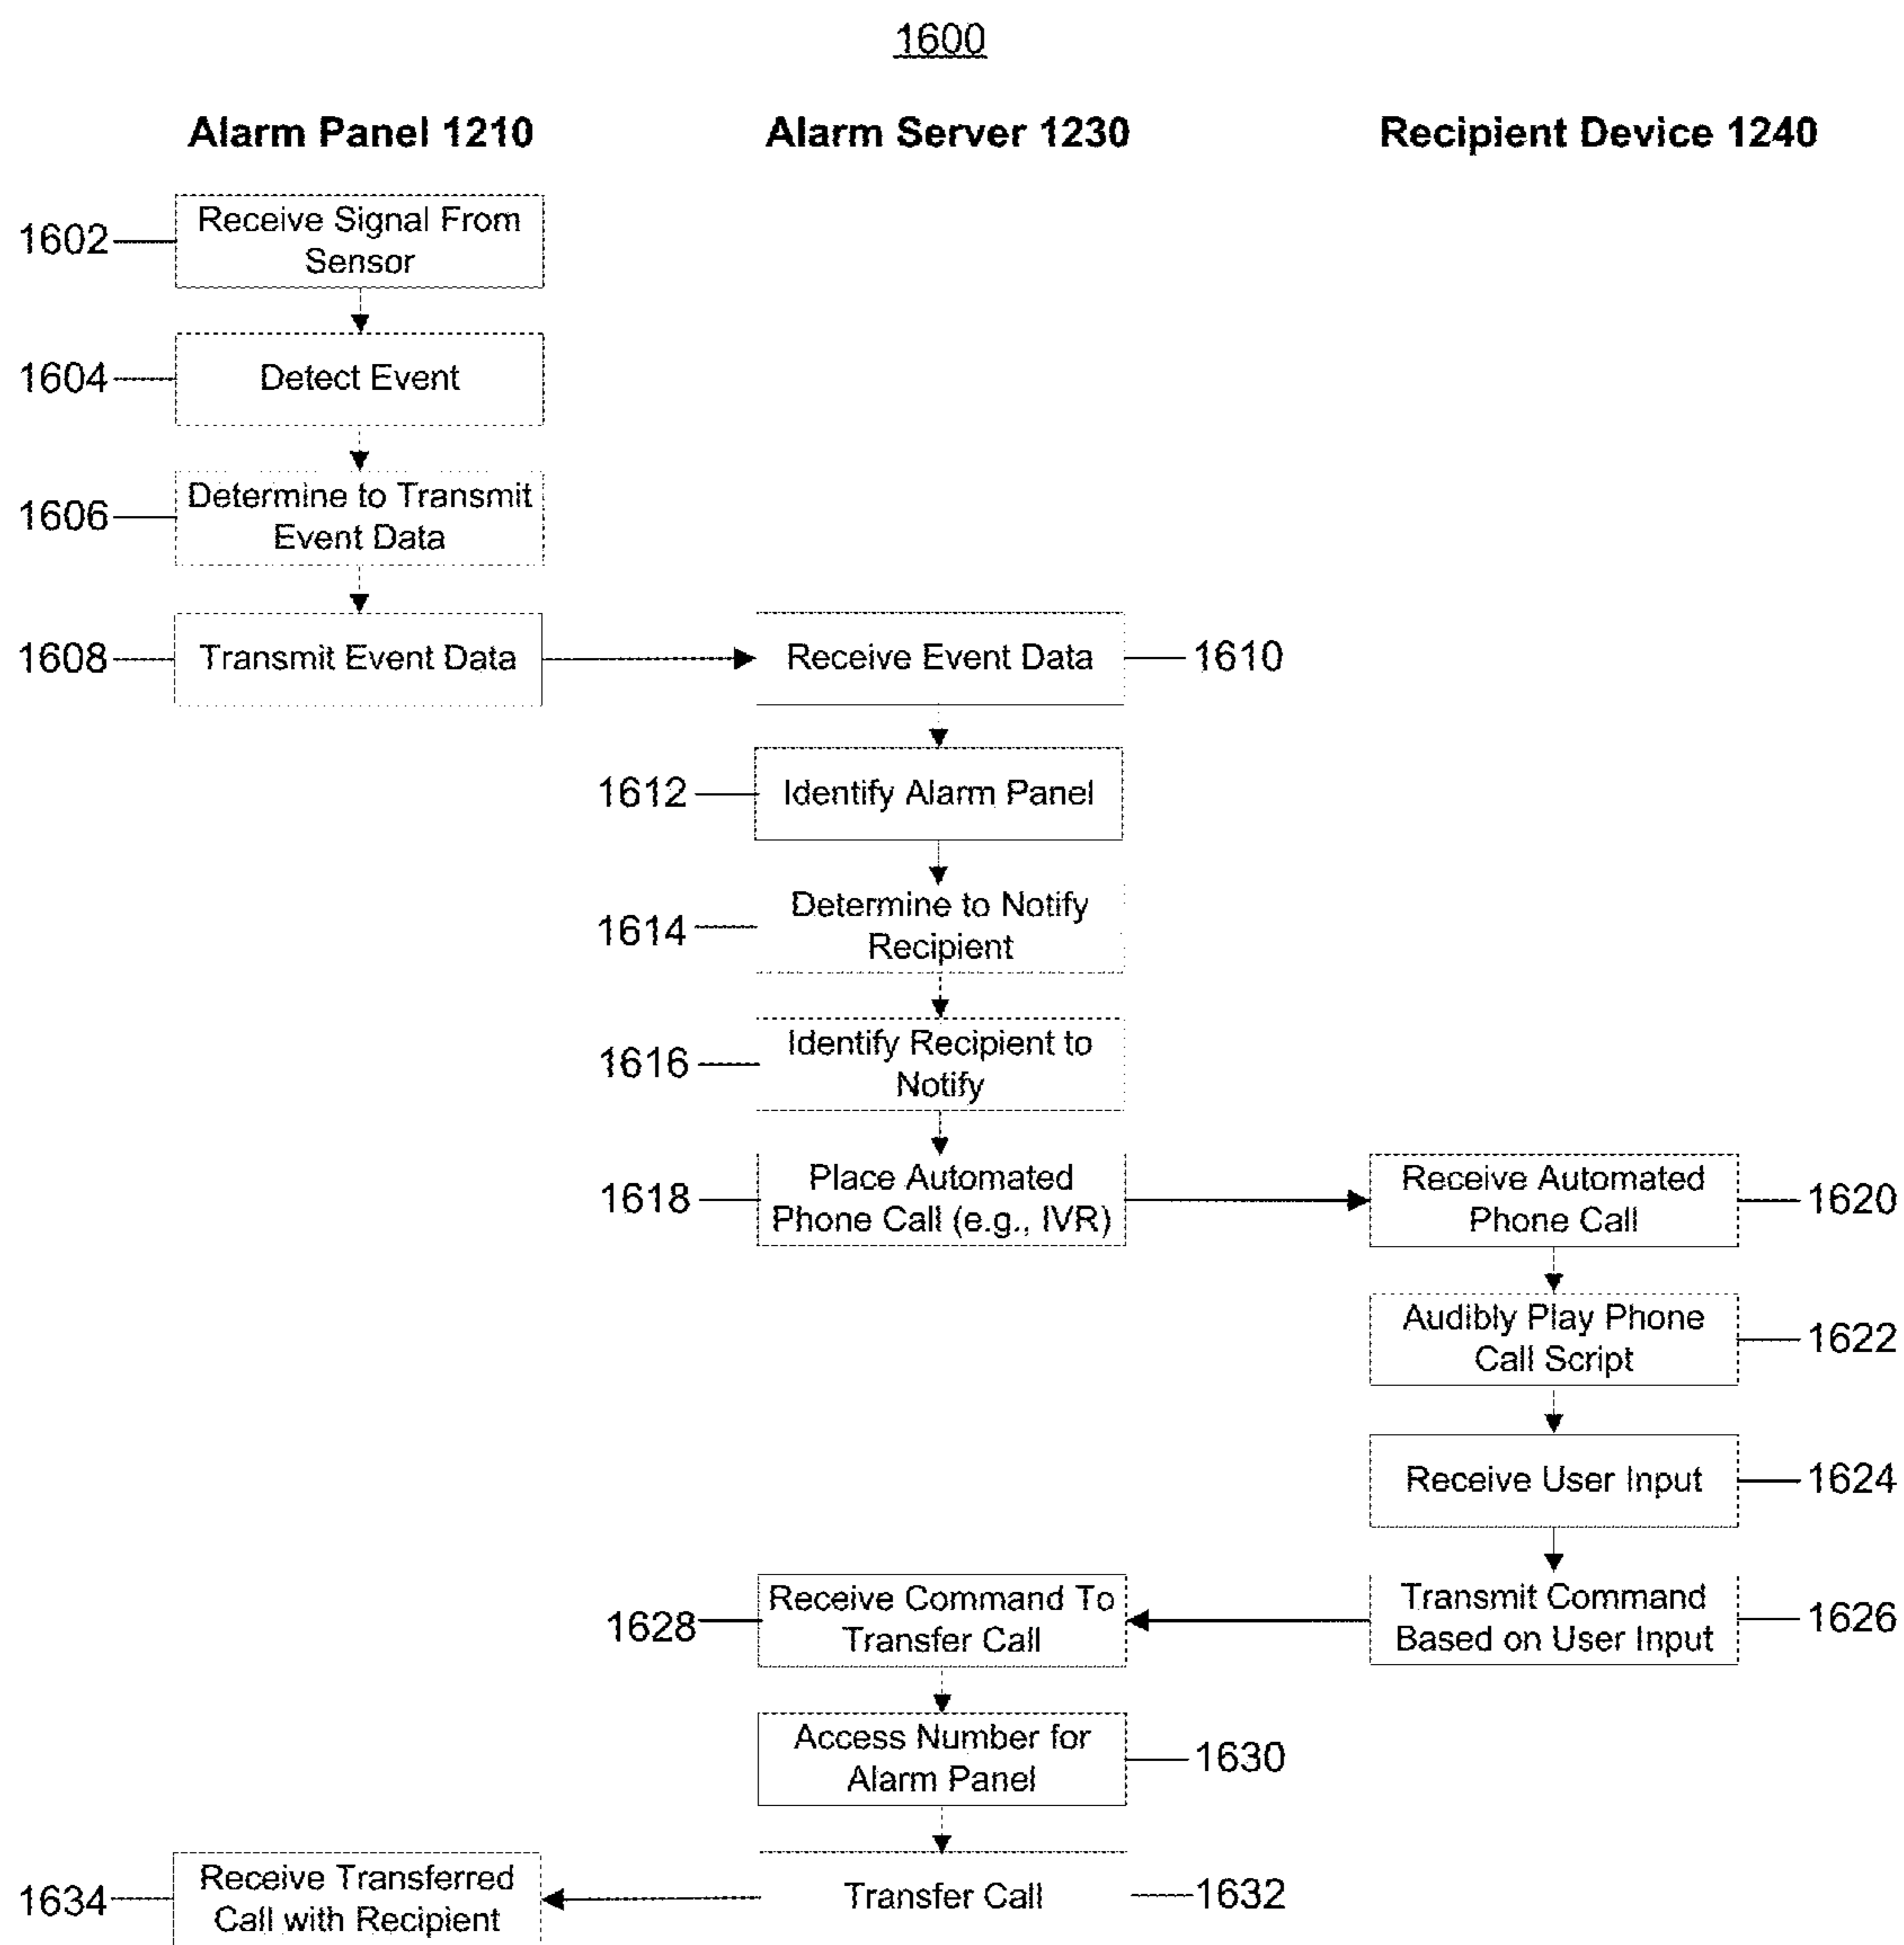 1600
Alarm Panel 1210
Alarm Server 1230
Recipient Device 1240
1602
Receive Signal From
Sensor
1604
Detect Event
1606
Determine to Transmit
Event Data
1608
Transmit Event Data
Receive Event Data
1610
1612
Identify Alarm Panel
1614
Determine to Notify
Recipient
1616
Identify Recipient to
Notify
1618
Place Automated
Phone Call (e.g., IVR)
Receive Automated
Phone Call
1620
Audibly Play Phone
Call Script
1622
Receive User Input
1624
Transmit Command
Based on User Input
1626
1628
Receive Command To
Transfer Call
Access Number for
Alarm Panel
1630
Transfer Call
1632
1634
Receive Transferred
Call with Recipient